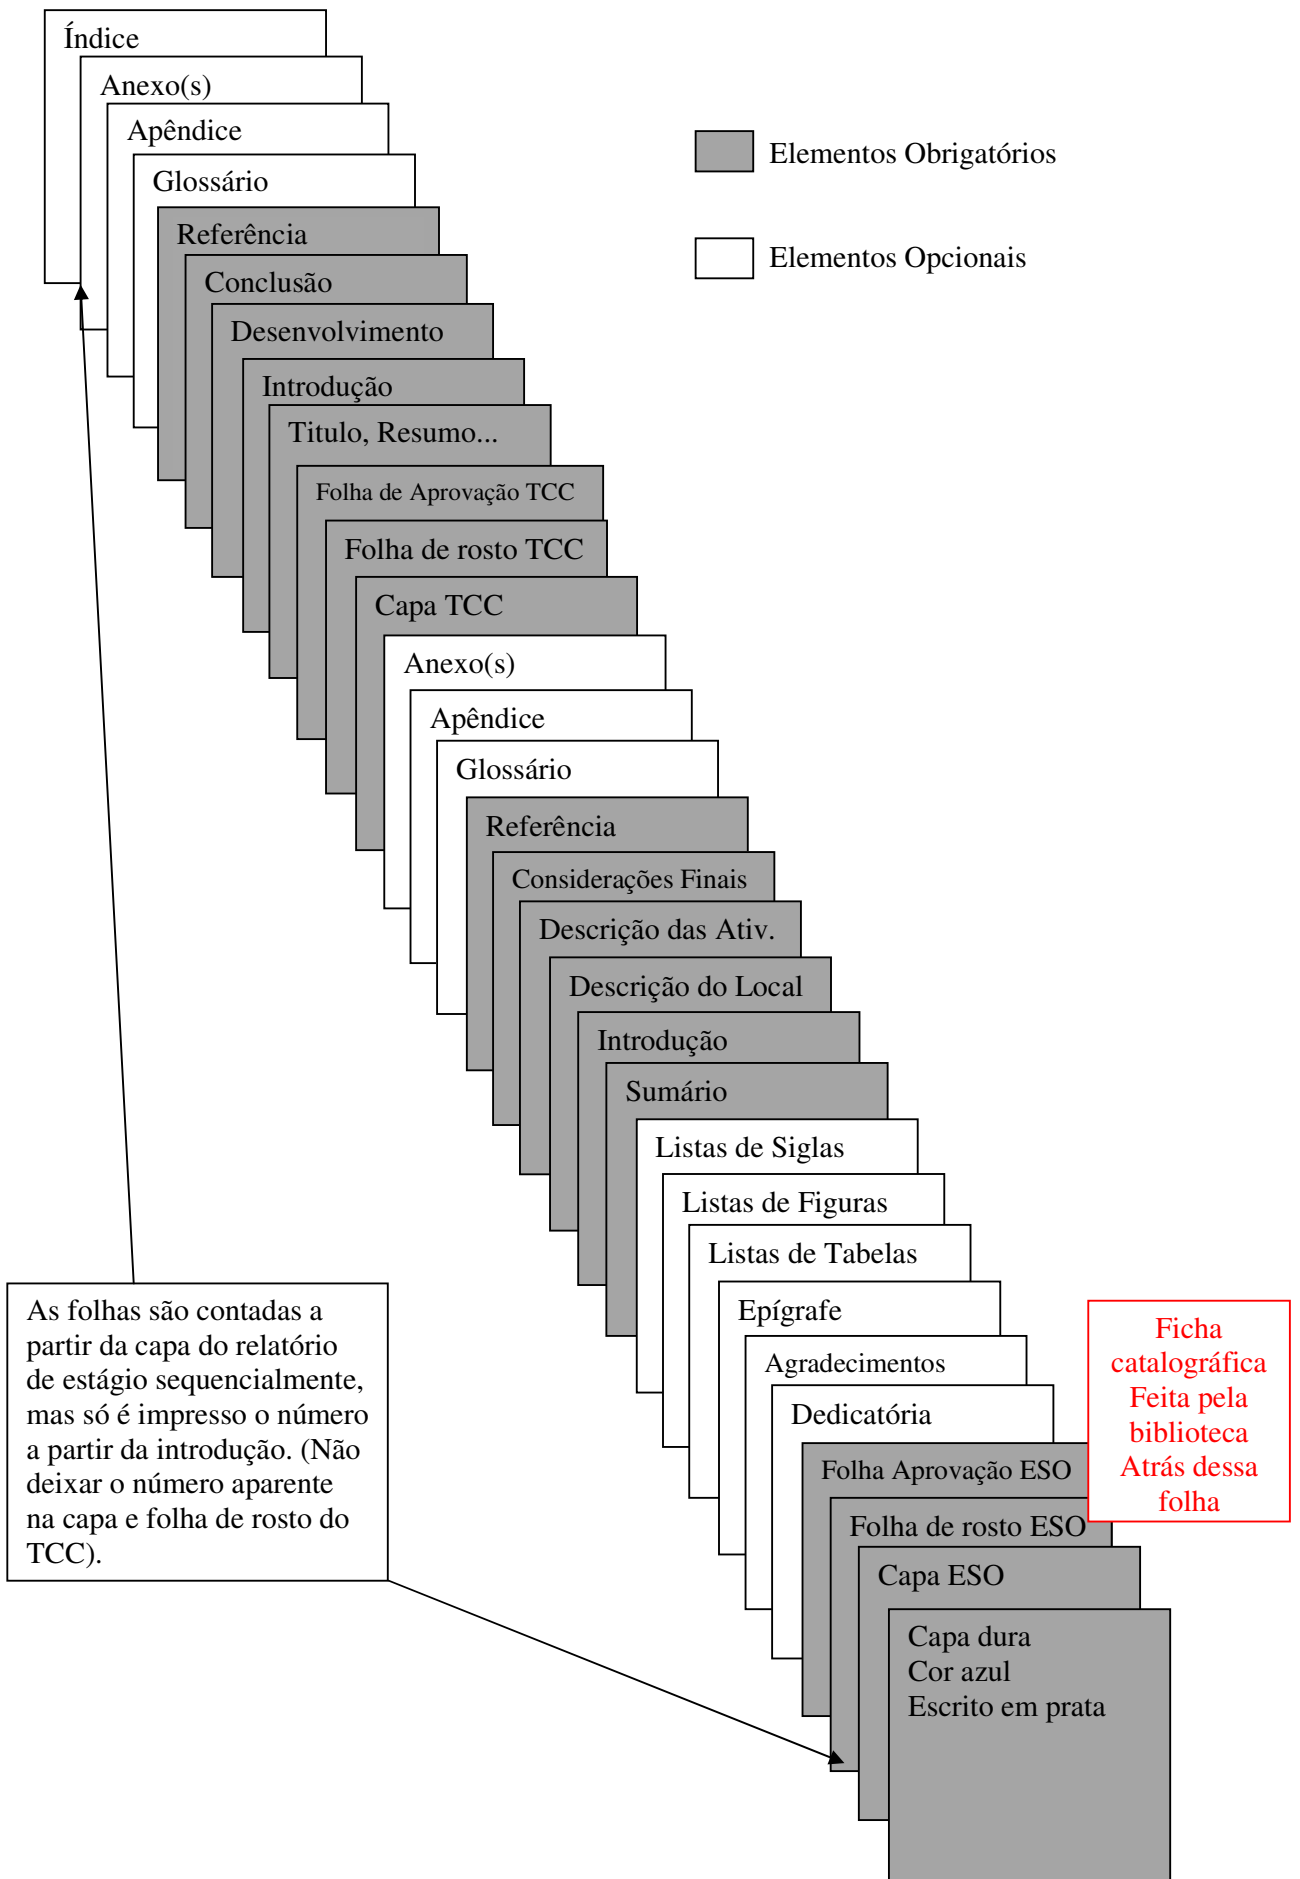 Índice
Anexo(s)
Apêndice
Glossário
Referência
Conclusão
Desenvolvimento
Introdução
Titulo, Resumo...
Folha de Aprovação TCC
Folha de rosto TCC
Capa TCC
Anexo(s)
Apêndice
Glossário
Referência
Considerações Finais
Descrição das Ativ.
Descrição do Local
Introdução
Sumário
Listas de Siglas
Listas de Figuras
Listas de Tabelas
Epígrafe
Agradecimentos
Dedicatória
Folha Aprovação ESO
Folha de rosto ESO
Capa ESO
Capa dura
Cor azul
Escrito em prata
Elementos Obrigatórios
Elementos Opcionais
As folhas são contadas a
partir da capa do relatório
de estágio sequencialmente,
mas só é impresso o número
a partir da introdução. (Não
deixar o número aparente
na capa e folha de rosto do
TCC).
Ficha
catalográfica
Feita pela
biblioteca
Atrás dessa
folha